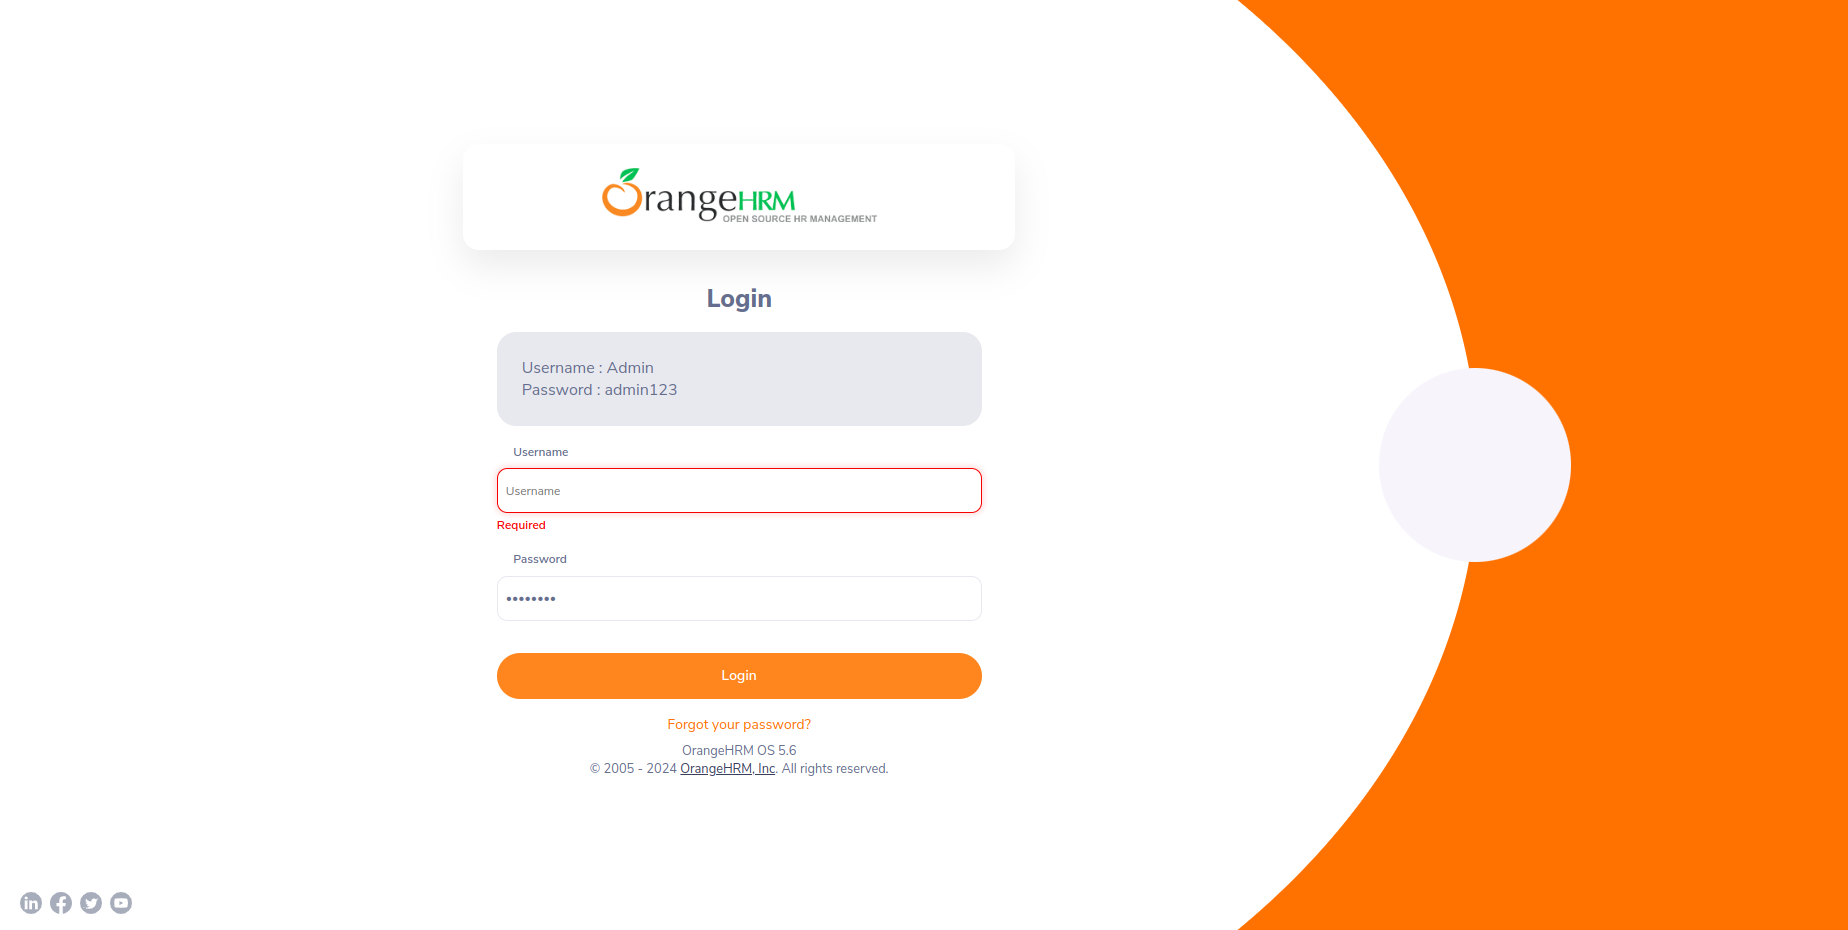 OrangeHRM
OPEN SOURCE HR MANAGEMENT
Login
Username : Admin
Password : admin123
Username
Username
Required
Password
••••••••
Login
Forgot your password?
OrangeHRM OS 5.6
© 2005 - 2024 OrangeHRM, Inc. All rights reserved.
in